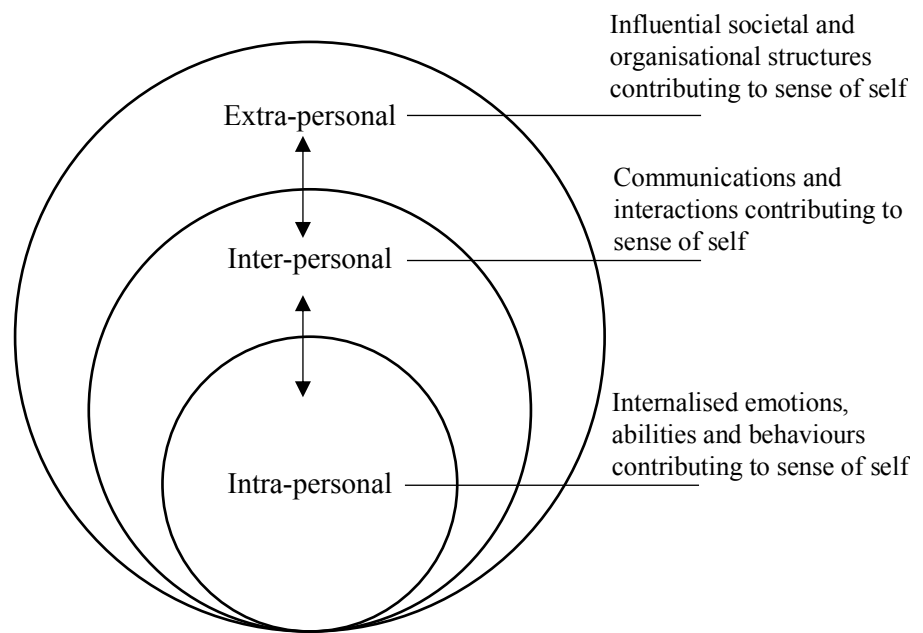 Influential societal and
organisational structures
contributing to sense of self
Extra-personal
Communications and
interactions contributing to
sense of self
Inter-personal
Internalised emotions,
abilities and behaviours
contributing to sense of self
Intra-personal